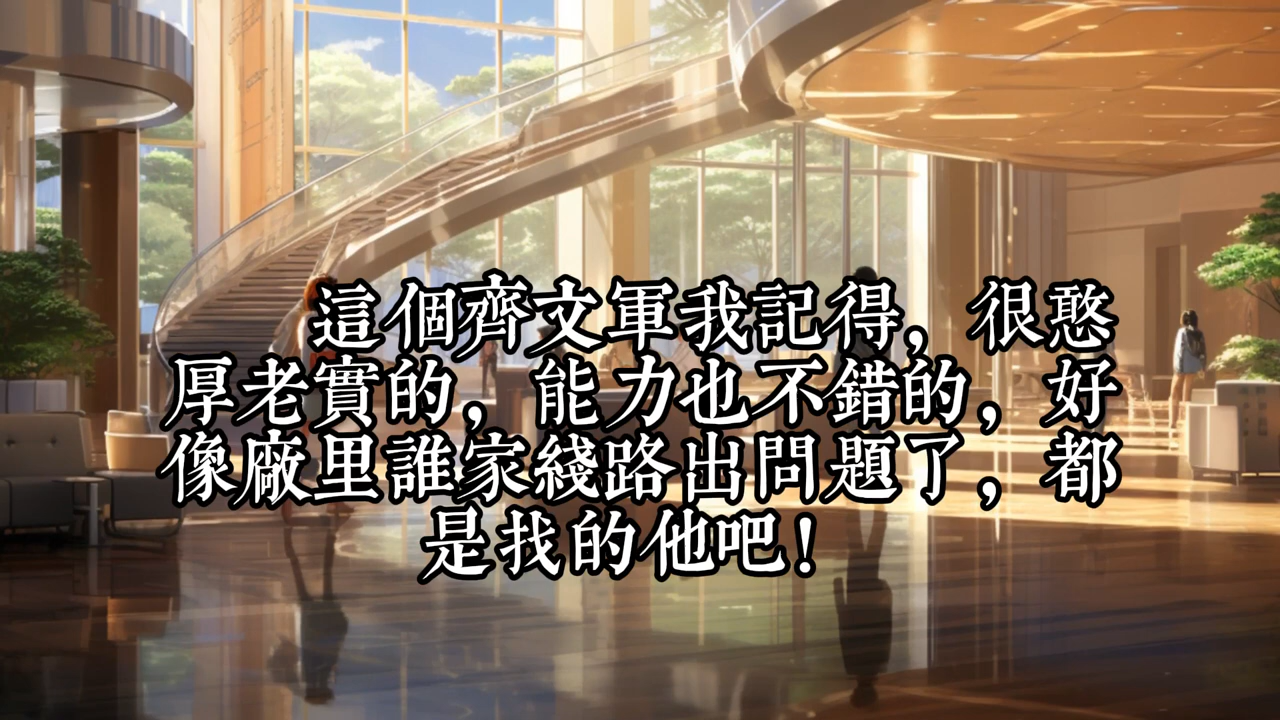 這個齊文軍我記得，很憨
厚老實的，能力也不錯的，好
像廠里誰家綫路出問題了，都
是找的他吧！